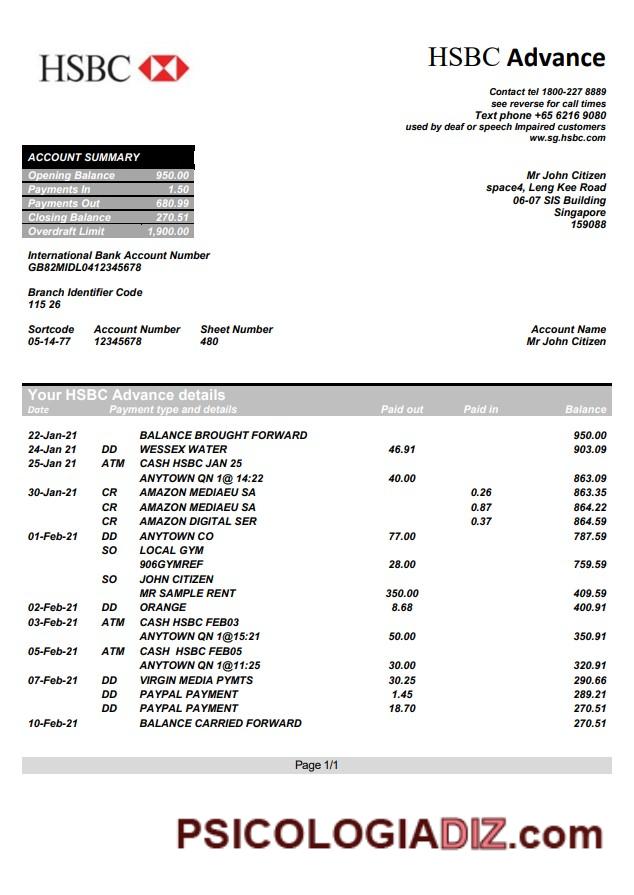 HSBC
HSBC Advance
Contact tel 1800-227 8889
see reverse for call times
Text phone +65 6216 9080
used by deaf or speech Impaired customers
ww.sg.hsbc.com
ACCOUNT SUMMARY
Opening Balance 950.00
Payments In 1.50
Payments Out 680.99
Closing Balance 270.51
Overdraft Limit 1,900.00
Mr John Citizen
space4, Leng Kee Road
06-07 SIS Building
Singapore
159088
International Bank Account Number
GB82MIDL0412345678
Branch Identifier Code
115 26
Sortcode Account Number Sheet Number Account Name
05-14-77 12345678 480 Mr John Citizen
Your HSBC Advance details
Date Payment type and details Paid out Paid in Balance
22-Jan-21 BALANCE BROUGHT FORWARD 950.00
24-Jan 21 DD WESSEX WATER 46.91 903.09
25-Jan 21 ATM CASH HSBC JAN 25
ANYTOWN QN 1@ 14:22 40.00 863.09
30-Jan-21 CR AMAZON MEDIAEU SA 0.26 863.35
CR AMAZON MEDIAEU SA 0.87 864.22
CR AMAZON DIGITAL SER 0.37 864.59
01-Feb-21 DD ANYTOWN CO 77.00 787.59
SO LOCAL GYM
906GYMREF 28.00 759.59
SO JOHN CITIZEN
MR SAMPLE RENT 350.00 409.59
02-Feb-21 DD ORANGE 8.68 400.91
03-Feb-21 ATM CASH HSBC FEB03
ANYTOWN QN 1@15:21 50.00 350.91
05-Feb-21 ATM CASH HSBC FEB05
ANYTOWN QN 1@11:25 30.00 320.91
07-Feb-21 DD VIRGIN MEDIA PYMTS 30.25 290.66
DD PAYPAL PAYMENT 1.45 289.21
DD PAYPAL PAYMENT 18.70 270.51
10-Feb-21 BALANCE CARRIED FORWARD 270.51
Page 1/1
PSICOLOGIADIZ.com